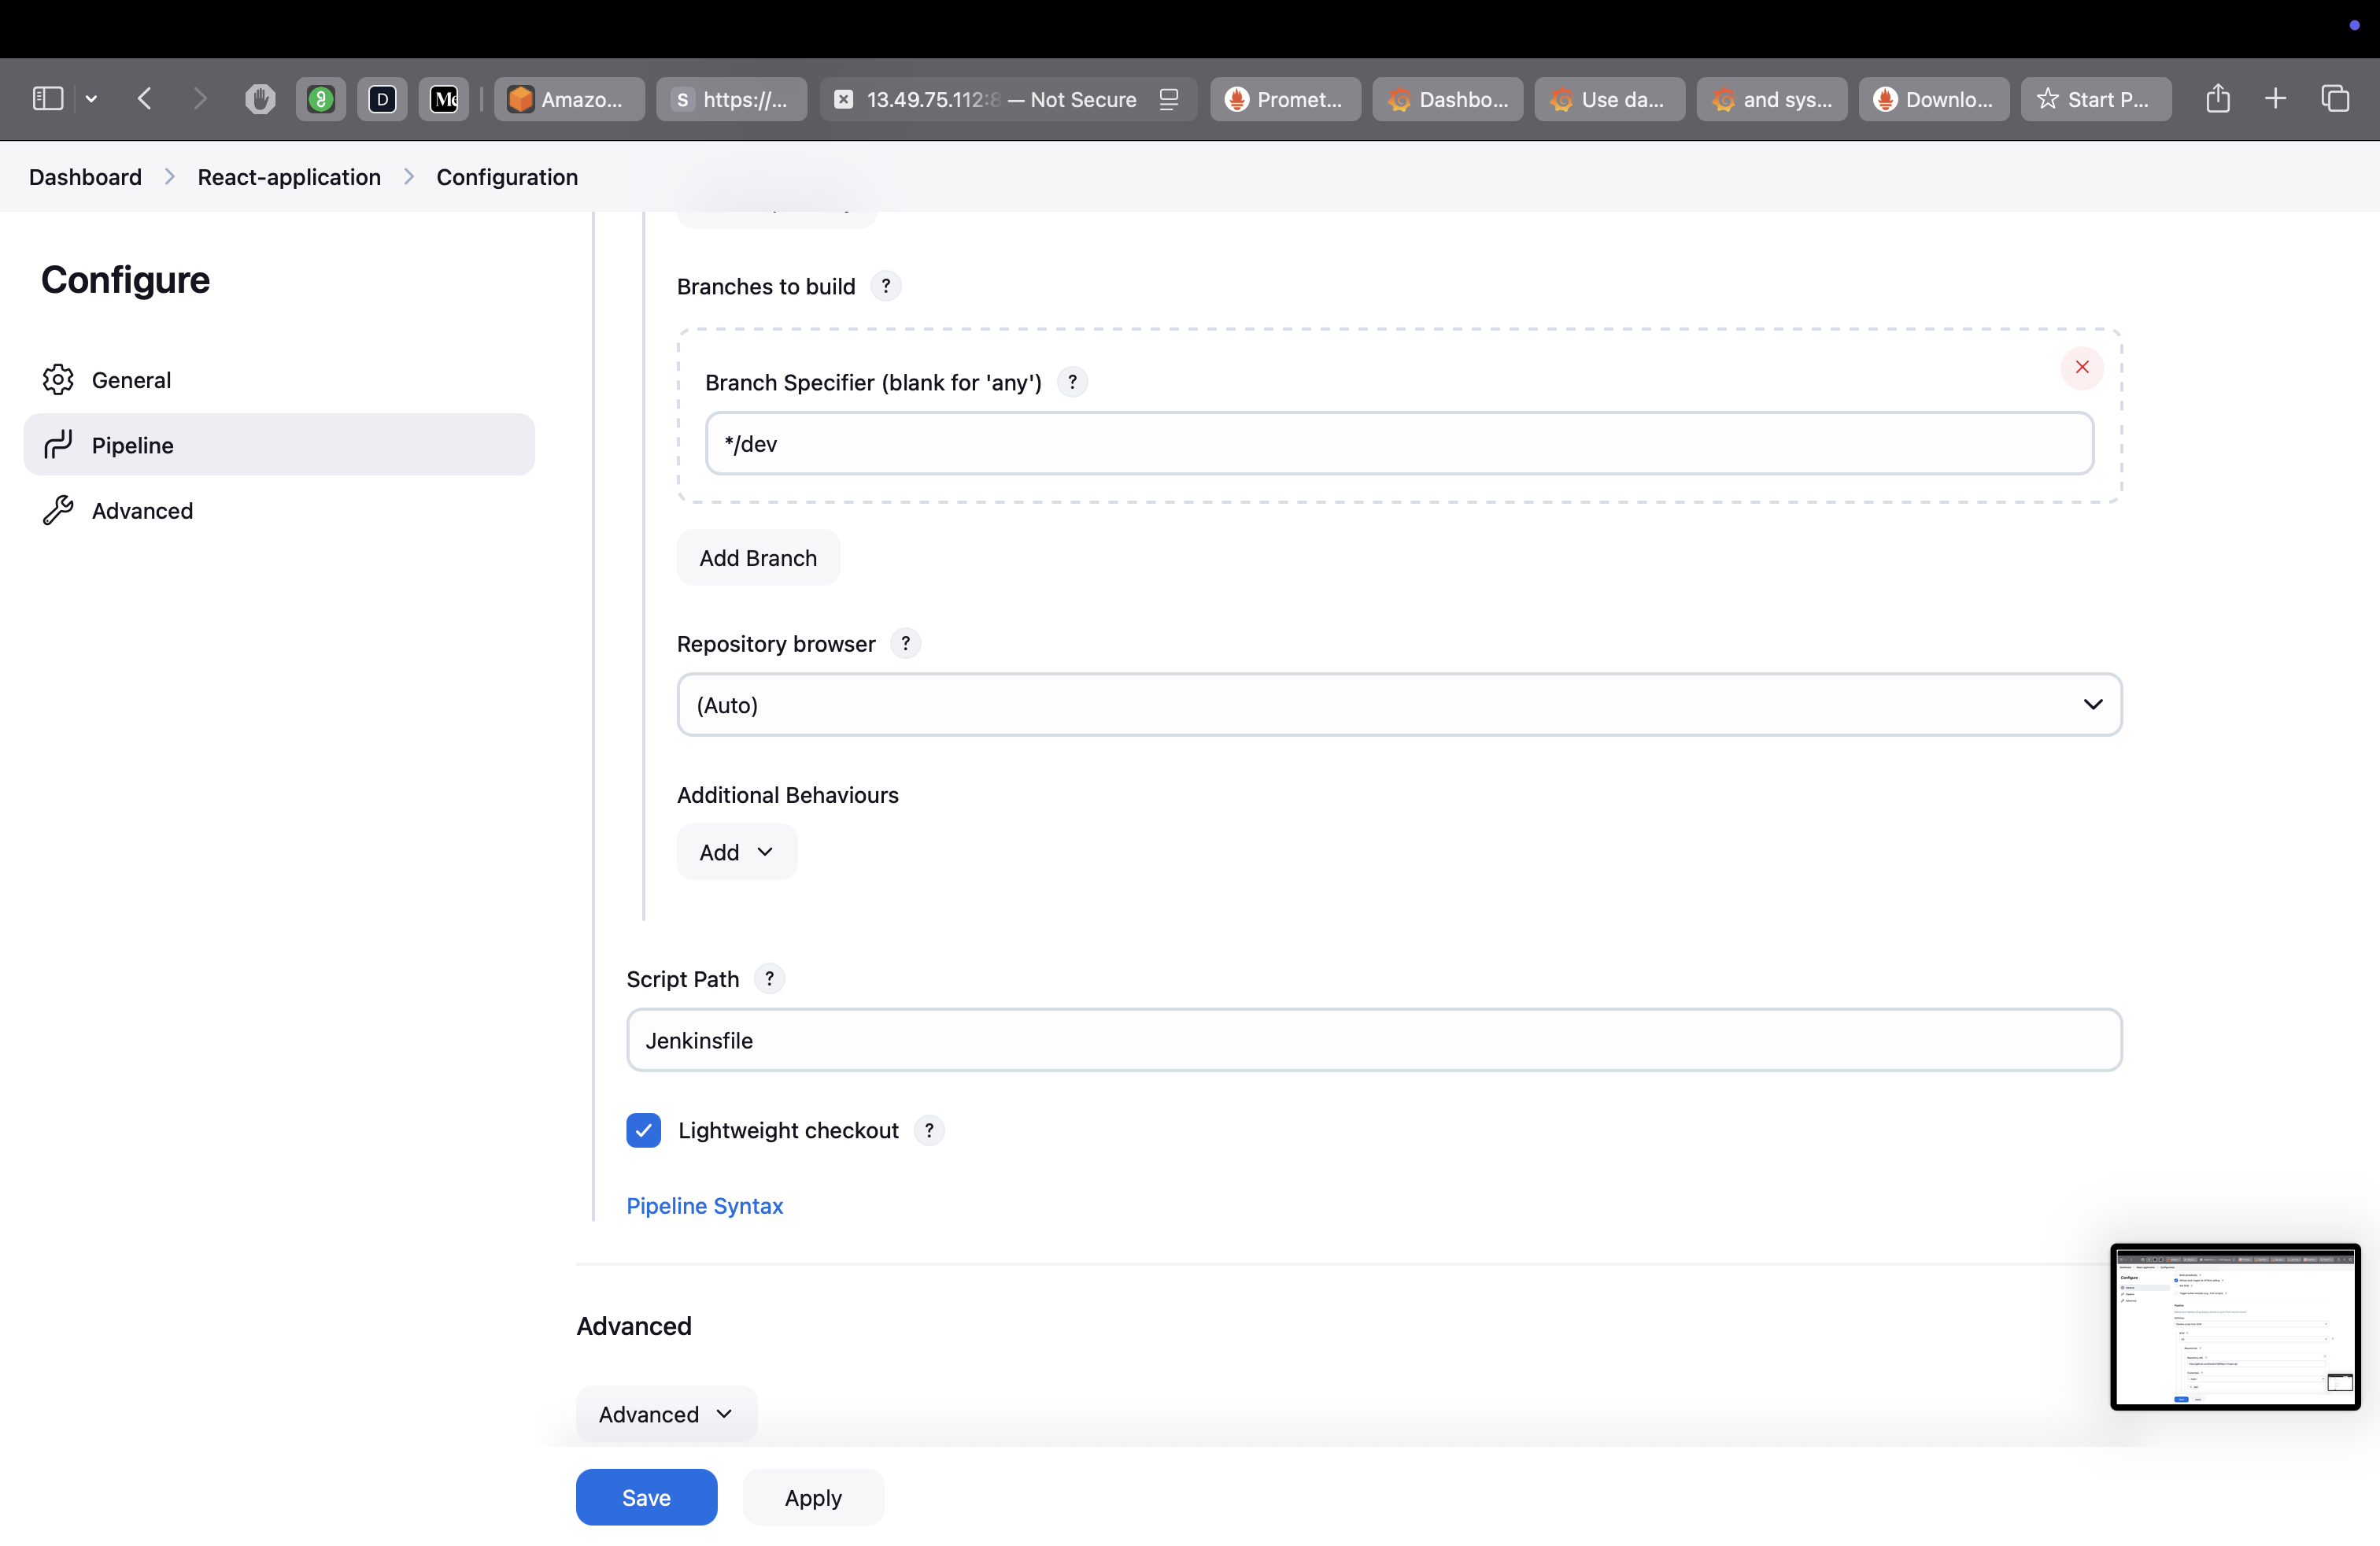 Amazo...
S https://...
13.49.75.112:8 — Not Secure
Promet...
Dashbo...
Use da...
and sys...
Downlo...
Start P...
D
Dashboard > React-application > Configuration
Configure
General
Pipeline
Advanced
Branches to build ?
Branch Specifier (blank for 'any') ?
*/dev
Add Branch
Repository browser ?
(Auto)
Additional Behaviours
Add
Script Path ?
Jenkinsfile
Lightweight checkout ?
Pipeline Syntax
Advanced
Advanced
Save
Apply